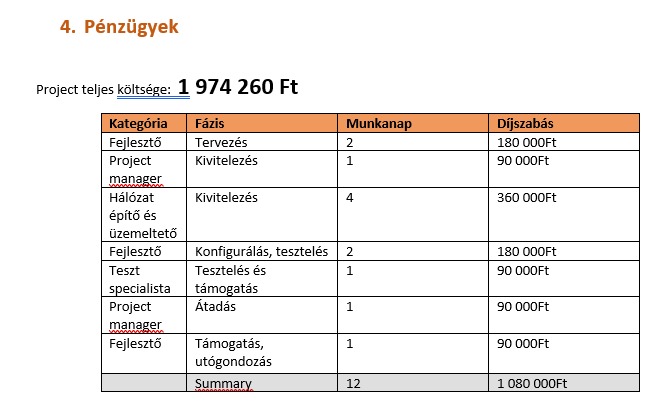 4. Pénzügyek
Project teljes költsége: 1 974 260 Ft
Kategória Fázis Munkanap Díjszabás
Fejlesztő Tervezés 2 180 000Ft
Project Kivitelezés 1 90 000Ft
manager
Hálózat Kivitelezés 4 360 000Ft
építő és
üzemeltető
Fejlesztő Konfigurálás, tesztelés 2 180 000Ft
Teszt Tesztelés és 1 90 000Ft
specialista támogatás
Project Átadás 1 90 000Ft
manager
Fejlesztő Támogatás, 1 90 000Ft
utógondozás
Summary 12 1 080 000Ft